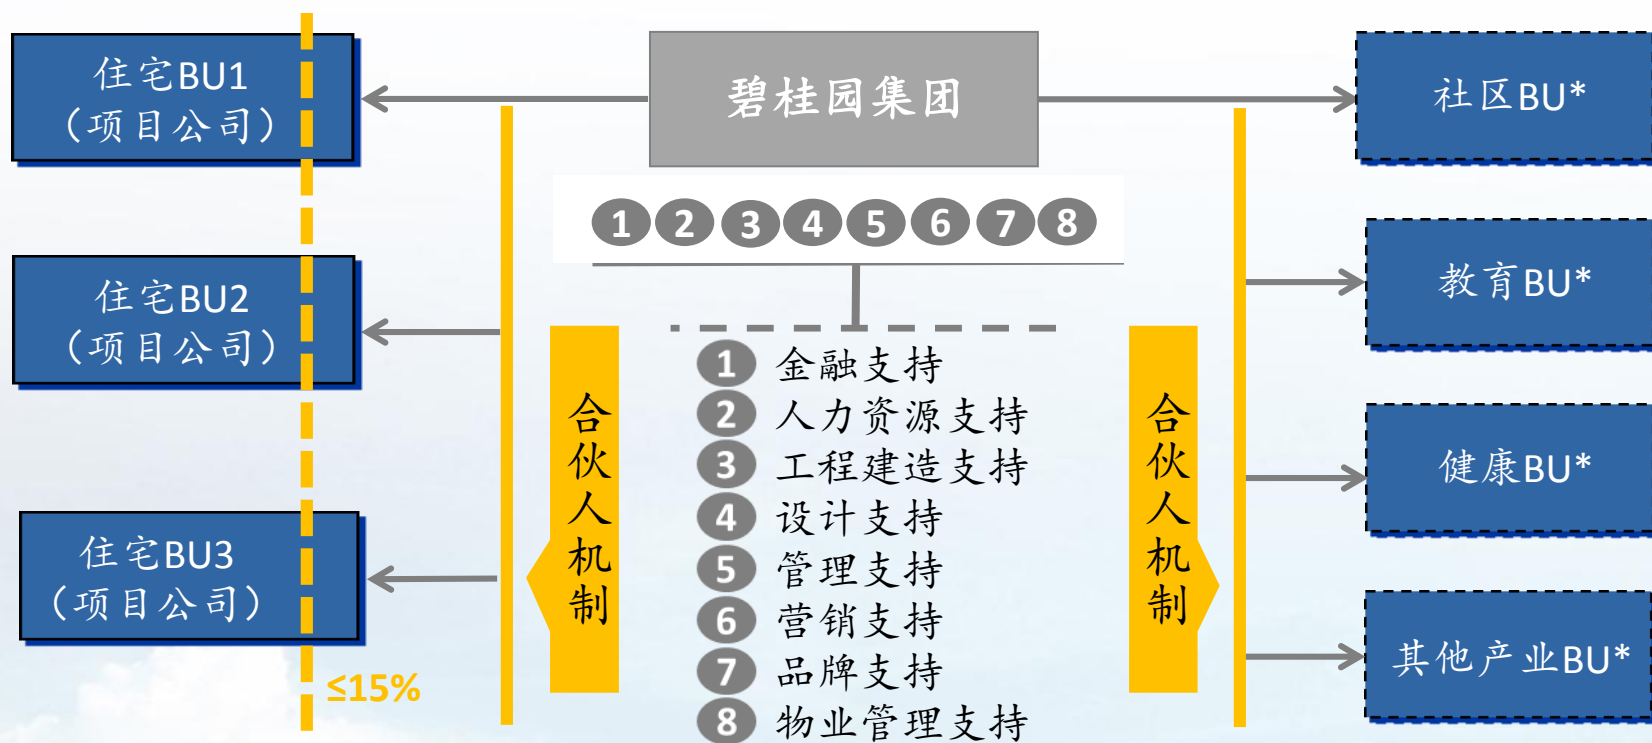 住宅BU1
（项目公司）
碧桂园集团
社区BU*
1 2 3 4 5 6 7 8
住宅BU2
（项目公司）
教育BU*
合伙人机制
1 金融支持
2 人力资源支持
3 工程建造支持
4 设计支持
5 管理支持
6 营销支持
7 品牌支持
8 物业管理支持
合伙人机制
健康BU*
住宅BU3
（项目公司）
其他产业BU*
≤15%